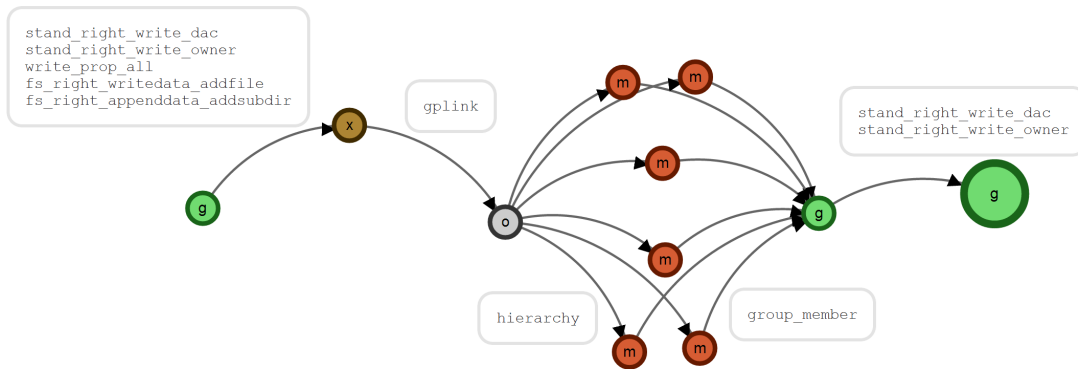 stand_right_write_dac
stand_right_write_owner
write_prop_all
fs_right_writedata_addfile
fs_right_appenddata_addsubdir
gplink
stand_right_write_dac
stand_right_write_owner
m
m
x
m
g
o
g
g
m
hierarchy
group_member
m
m